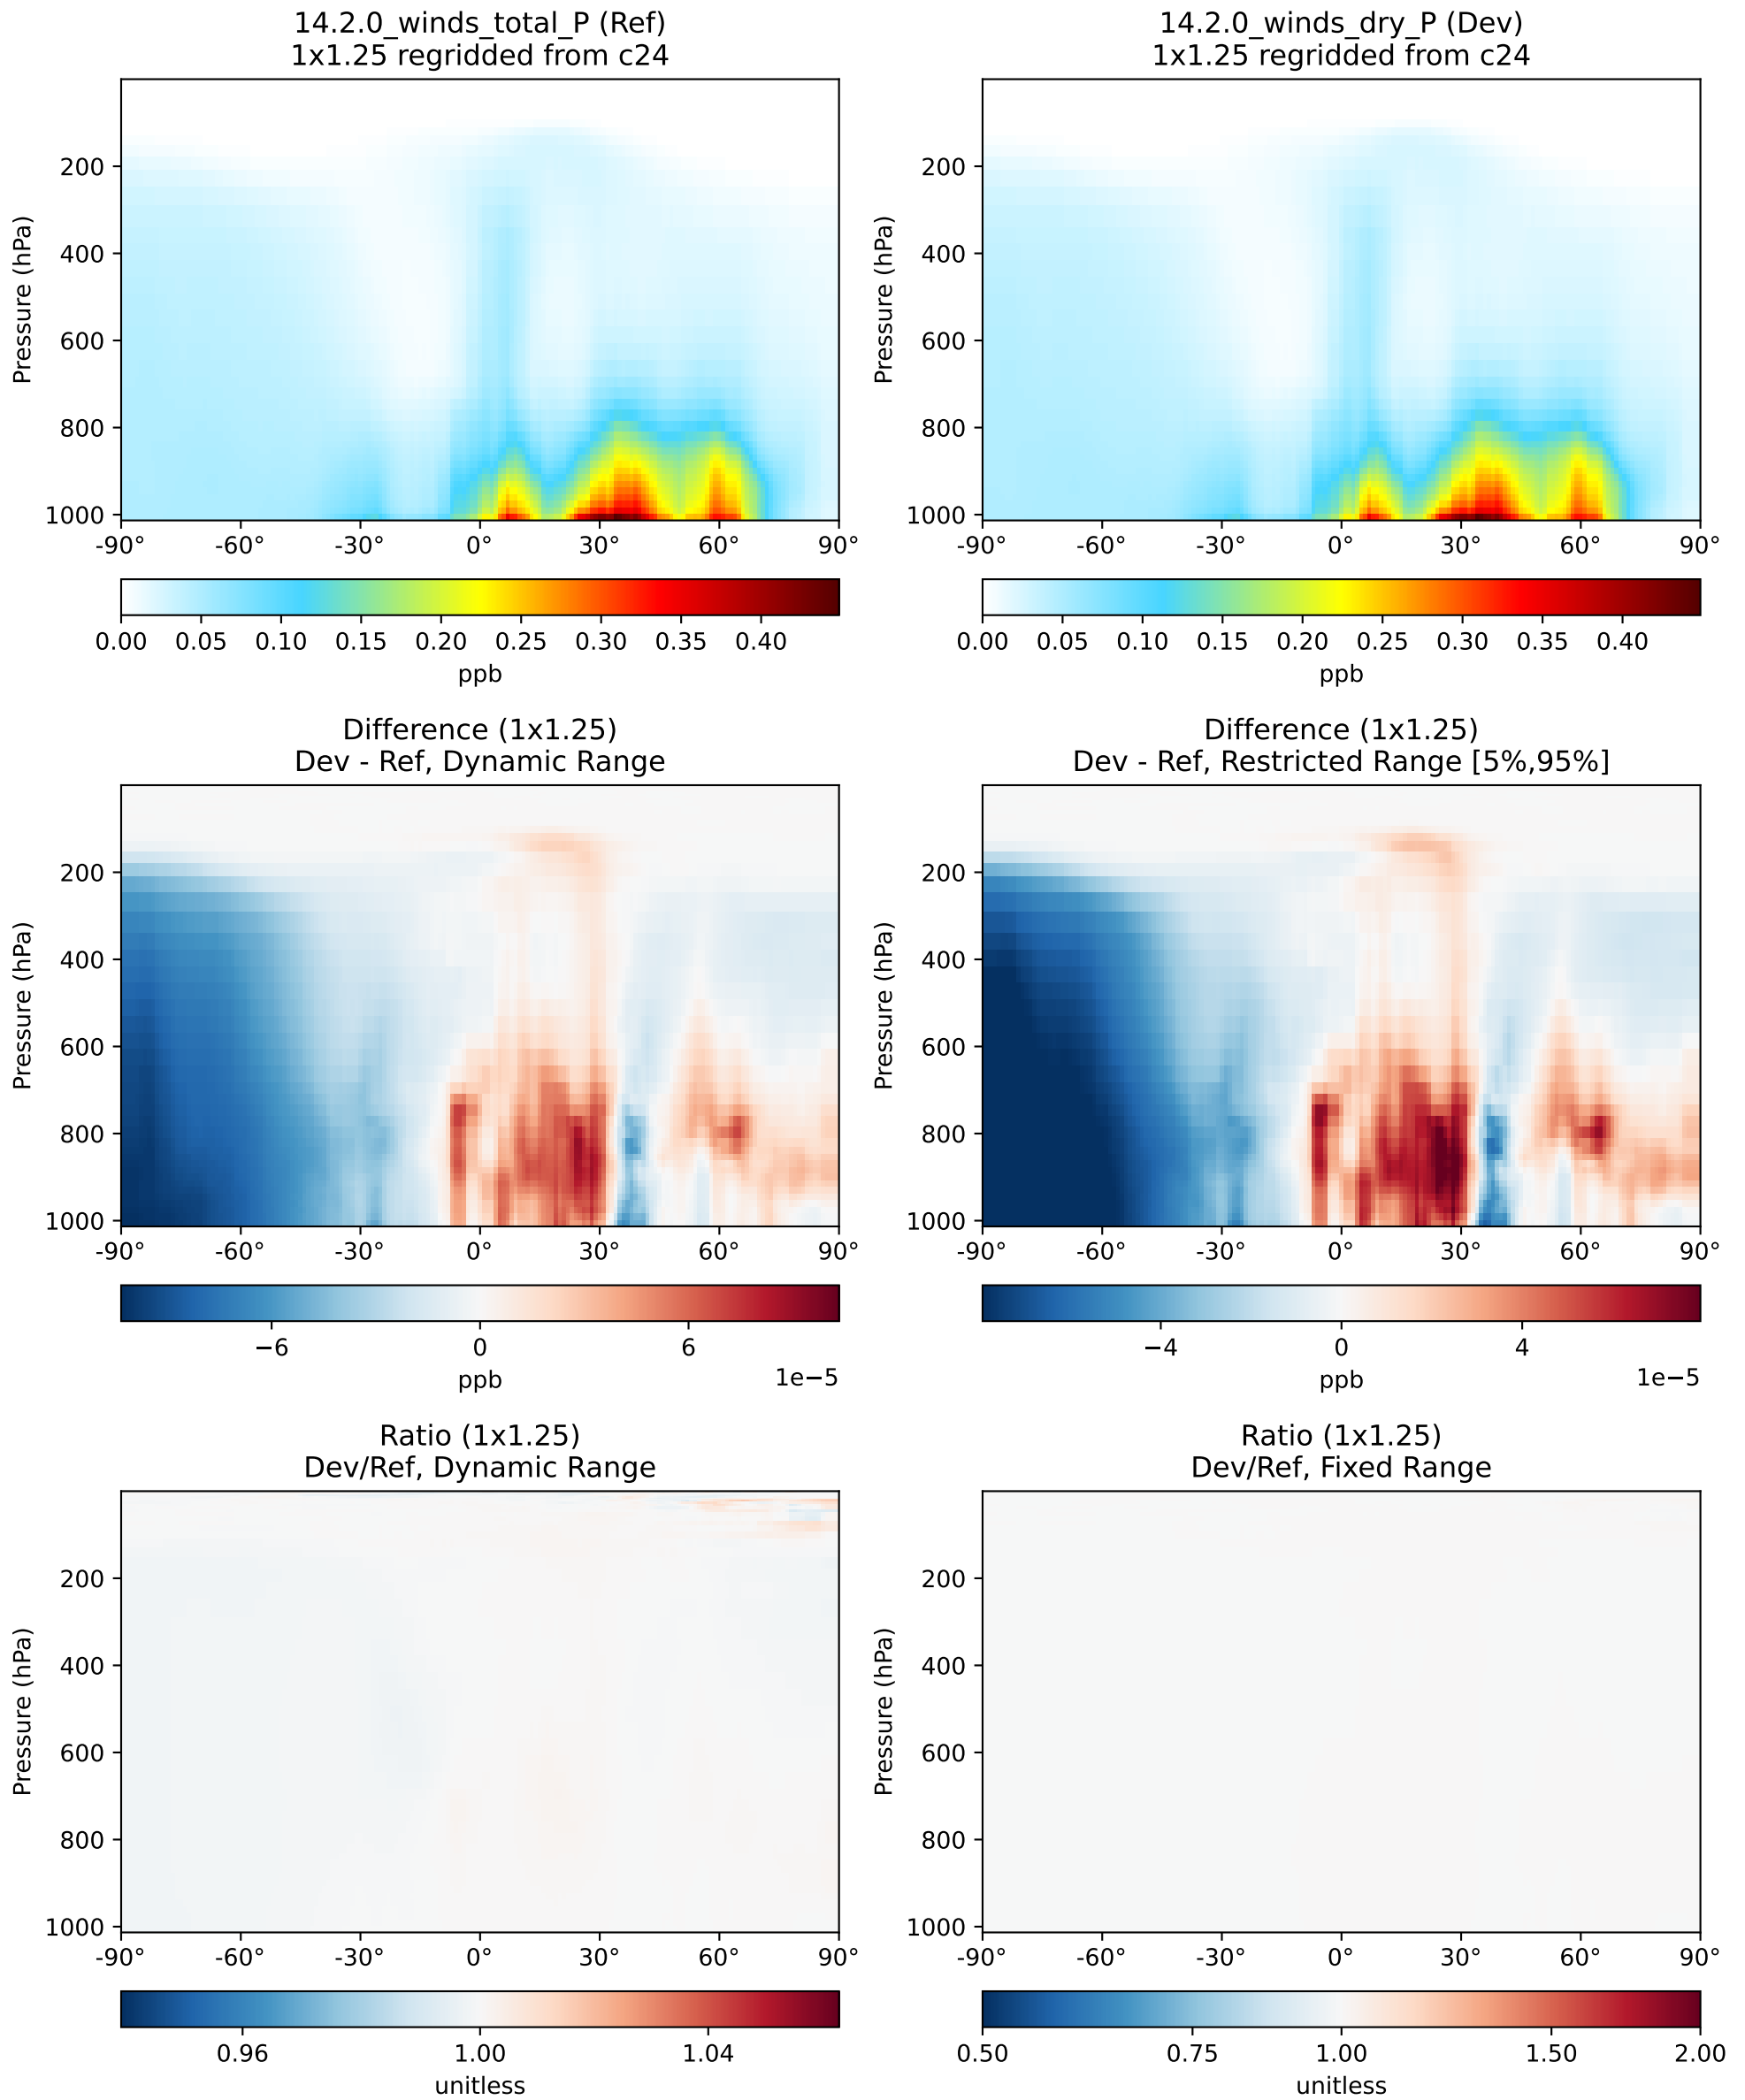 14.2.0_winds_total_P (Ref)
1x1.25 regridded from c24
Pressure (hPa)
200
400
600
800
1000
-90° -60° -30° 0° 30° 60° 90°
0.00 0.05 0.10 0.15 0.20 0.25 0.30 0.35 0.40
ppb
14.2.0_winds_dry_P (Dev)
1x1.25 regridded from c24
Pressure (hPa)
200
400
600
800
1000
-90° -60° -30° 0° 30° 60° 90°
0.00 0.05 0.10 0.15 0.20 0.25 0.30 0.35 0.40
ppb
Difference (1x1.25)
Dev - Ref, Dynamic Range
Pressure (hPa)
200
400
600
800
1000
-90° -60° -30° 0° 30° 60° 90°
−6 0 6
ppb 1e−5
Difference (1x1.25)
Dev - Ref, Restricted Range [5%,95%]
Pressure (hPa)
200
400
600
800
1000
-90° -60° -30° 0° 30° 60° 90°
−4 0 4
ppb 1e−5
Ratio (1x1.25)
Dev/Ref, Dynamic Range
Pressure (hPa)
200
400
600
800
1000
-90° -60° -30° 0° 30° 60° 90°
0.96 1.00 1.04
unitless
Ratio (1x1.25)
Dev/Ref, Fixed Range
Pressure (hPa)
200
400
600
800
1000
-90° -60° -30° 0° 30° 60° 90°
0.50 0.75 1.00 1.50 2.00
unitless